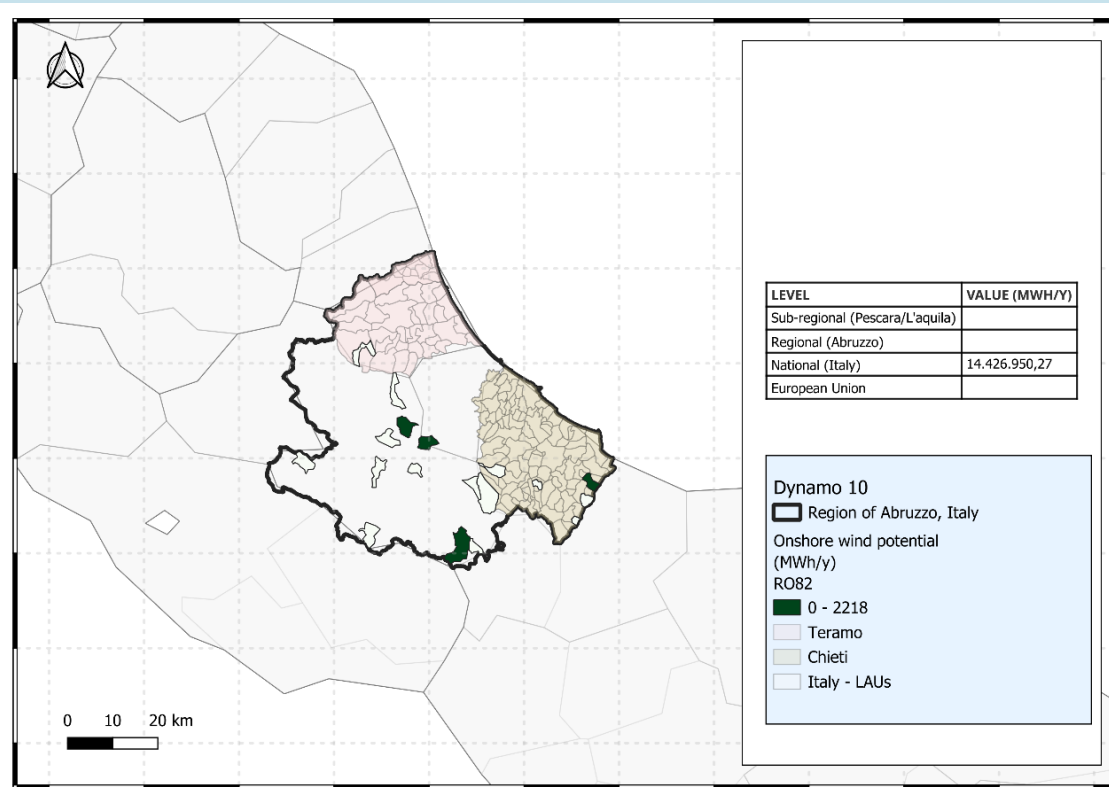 LEVEL VALUE (MWH/Y)
Sub-regional (Pescara/L'aquila)
Regional (Abruzzo)
National (Italy) 14.426.950,27
European Union
Dynamo 10
Region of Abruzzo, Italy
Onshore wind potential
(MWh/y)
RO82
0 - 2218
Teramo
Chieti
Italy - LAUs
0 10 20 km